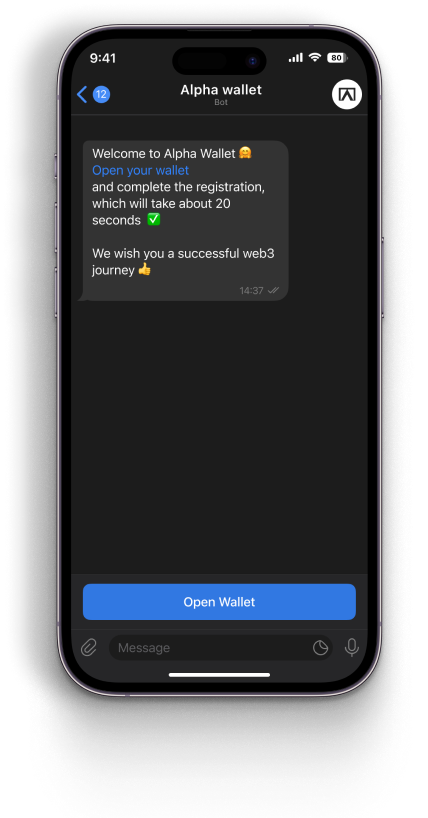 9:41
80
12
Alpha wallet
Bot
Welcome to Alpha Wallet 🤗
Open your wallet
and complete the registration,
which will take about 20
seconds ✅
We wish you a successful web3
journey 👍
14:37
Open Wallet
Message